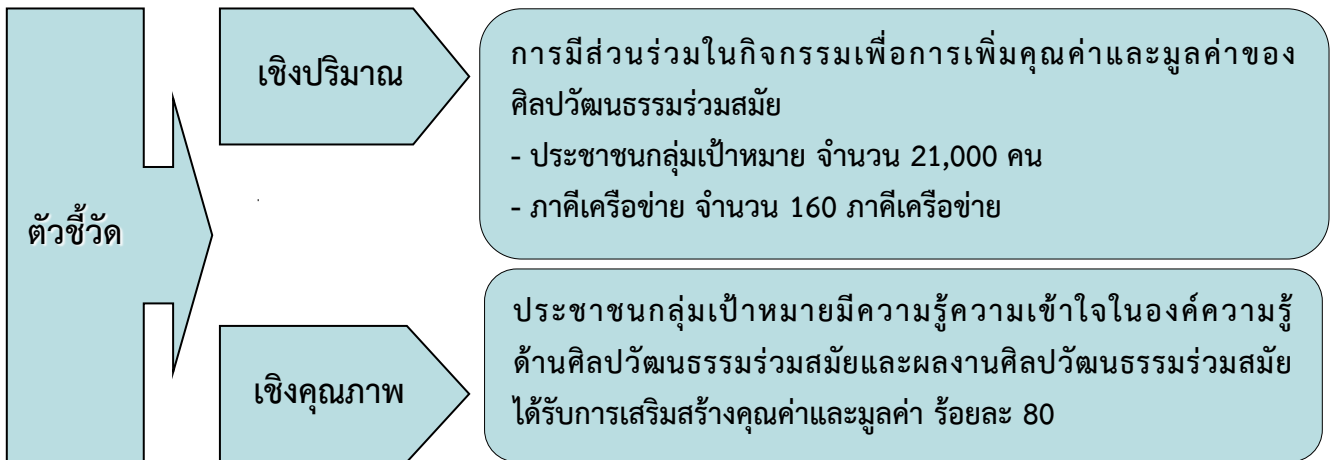 ตัวชี้วัด
เชิงปริมาณ
การมีส่วนร่วมในกิจกรรมเพื่อการเพิ่มคุณค่าและมูลค่าของ
ศิลปวัฒนธรรมร่วมสมัย
- ประชาชนกลุ่มเป้าหมาย จำนวน 21,000 คน
- ภาคีเครือข่าย จำนวน 160 ภาคีเครือข่าย
เชิงคุณภาพ
ประชาชนกลุ่มเป้าหมายมีความรู้ความเข้าใจในองค์ความรู้
ด้านศิลปวัฒนธรรมร่วมสมัยและผลงานศิลปวัฒนธรรมร่วมสมัย
ได้รับการเสริมสร้างคุณค่าและมูลค่า ร้อยละ 80